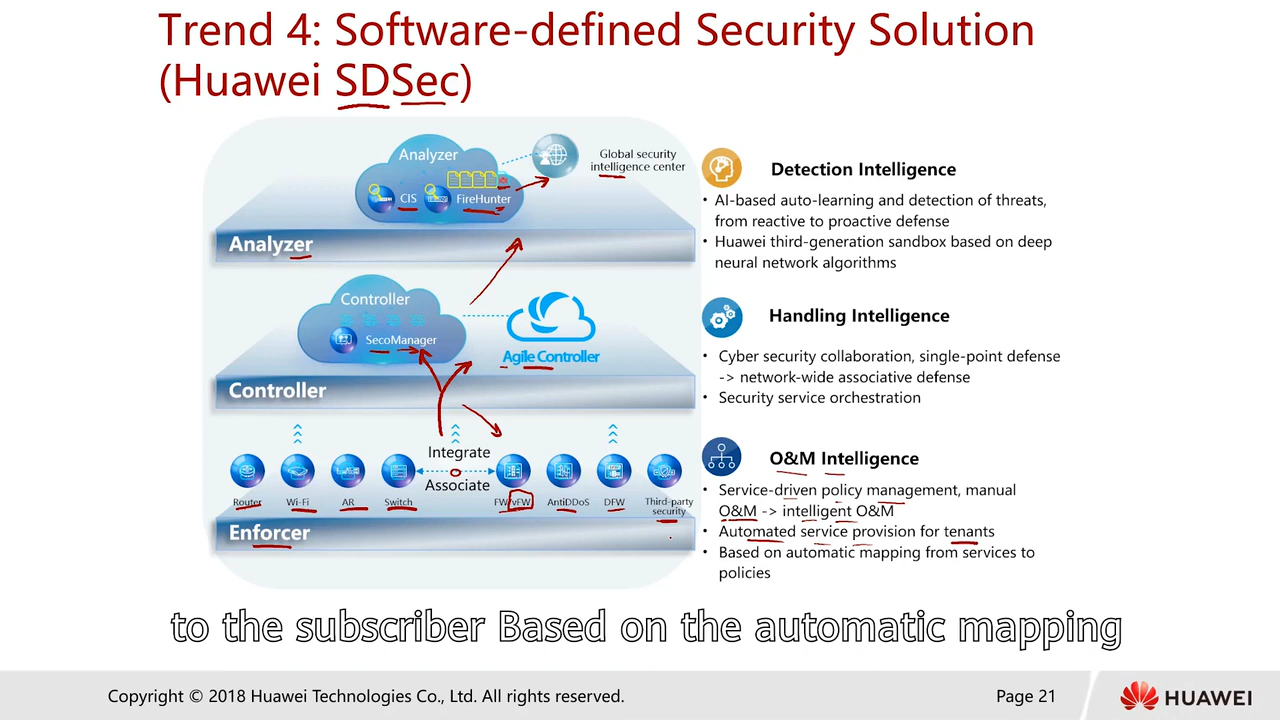 Trend 4: Software-defined Security Solution
(Huawei SDSec)
Analyzer
CIS
FireHunter
Global security
intelligence center
Analyzer
Controller
SecoManager
Agile Controller
Controller
Integrate
Associate
Router
Wi-Fi
AR
Switch
FW/vFW
AntiDDoS
DFW
Third-party
security
Enforcer
Detection Intelligence
• AI-based auto-learning and detection of threats,
from reactive to proactive defense
• Huawei third-generation sandbox based on deep
neural network algorithms
Handling Intelligence
• Cyber security collaboration, single-point defense
-> network-wide associative defense
• Security service orchestration
O&M Intelligence
• Service-driven policy management, manual
O&M -> intelligent O&M
• Automated service provision for tenants
• Based on automatic mapping from services to
policies
to the subscriber Based on the automatic mapping
Copyright © 2018 Huawei Technologies Co., Ltd. All rights reserved.
Page 21
HUAWEI